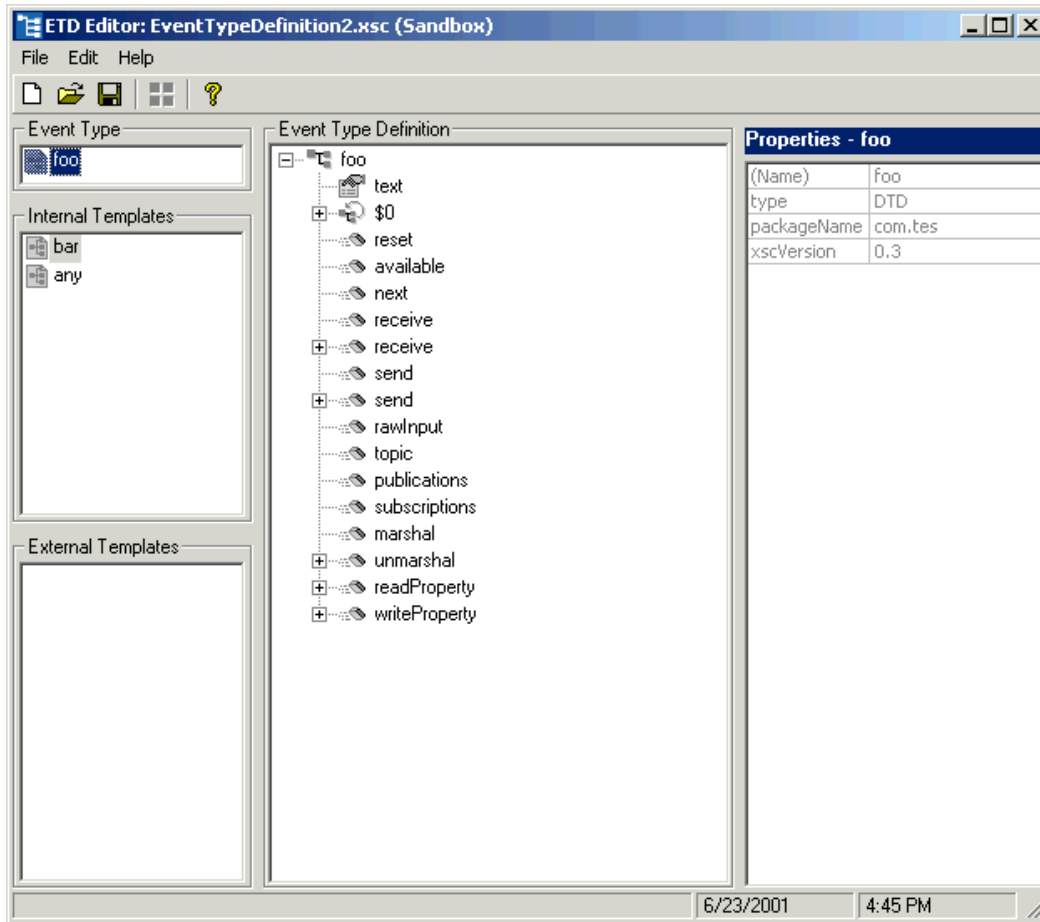 ETD Editor: EventTypeDefinition2.xsc (Sandbox)
File Edit Help
Event Type
foo
Internal Templates
bar
any
External Templates
Event Type Definition
foo
text
$0
reset
available
next
receive
receive
send
send
rawInput
topic
publications
subscriptions
marshal
unmarshal
readProperty
writeProperty
Properties - foo
(Name) foo
type DTD
packageName com.tes
xscVersion 0.3
6/23/2001 4:45 PM